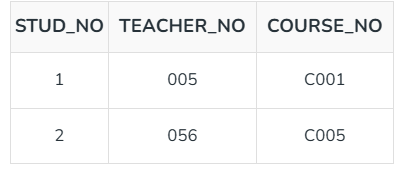 STUD_NO TEACHER_NO COURSE_NO
1 005 C001
2 056 C005